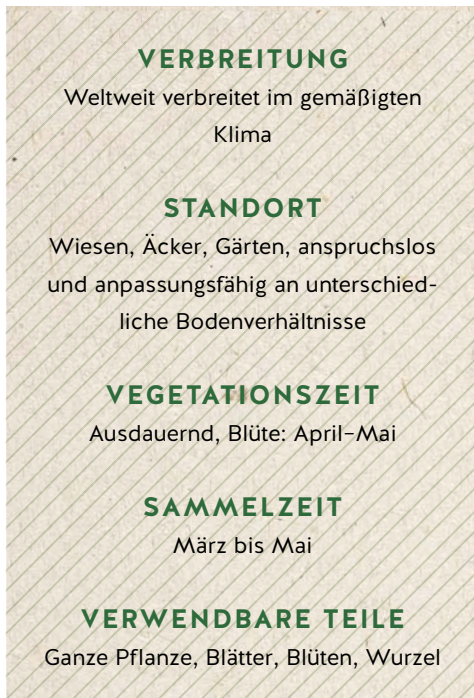 VERBREITUNG
Weltweit verbreitet im gemäßigten
Klima
STANDORT
Wiesen, Äcker, Gärten, anspruchslos
und anpassungsfähig an unterschied-
liche Bodenverhältnisse
VEGETATIONSZEIT
Ausdauernd, Blüte: April–Mai
SAMMELZEIT
März bis Mai
VERWENDBARE TEILE
Ganze Pflanze, Blätter, Blüten, Wurzel